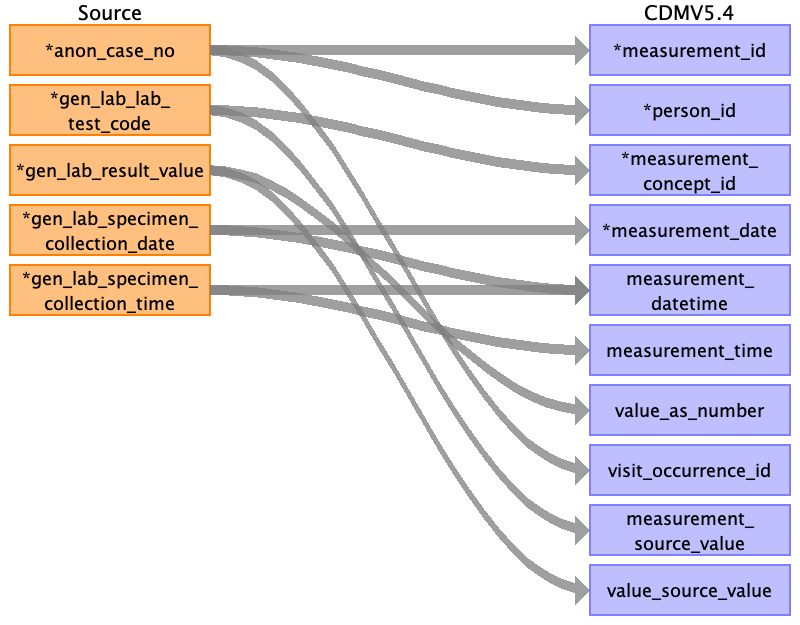 Source
CDMV5.4
*anon_case_no
*measurement_id
*gen_lab_lab_
test_code
*person_id
*gen_lab_result_value
*measurement_
concept_id
*gen_lab_specimen_
collection_date
*measurement_date
*gen_lab_specimen_
collection_time
measurement_
datetime
measurement_time
value_as_number
visit_occurrence_id
measurement_
source_value
value_source_value